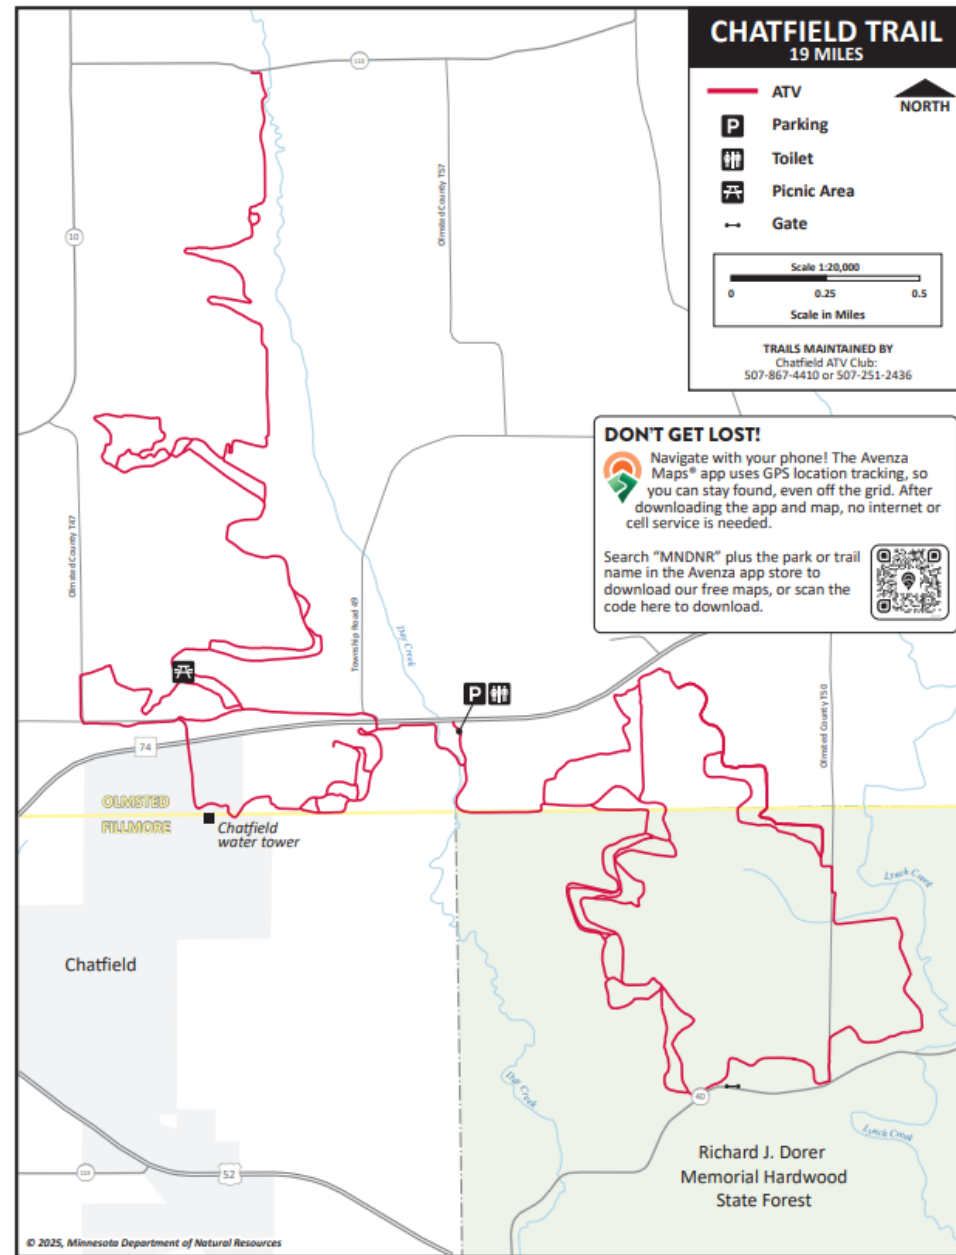 CHATFIELD TRAIL
19 MILES
ATV
NORTH
P
Parking
Toilet
Picnic Area
Gate
Scale 1:20,000
0 0.25 0.5
Scale in Miles
TRAILS MAINTAINED BY
Chatfield ATV Club:
507-867-4410 or 507-251-2436
DON'T GET LOST!
Navigate with your phone! The Avenza
Maps® app uses GPS location tracking, so
you can stay found, even off the grid. After
downloading the app and map, no internet or
cell service is needed.
Search “MNDNR” plus the park or trail
name in the Avenza app store to
download our free maps, or scan the
code here to download.
Olmsted County T57
10
Olmsted County T47
Township Road 49
Day Creek
P
Olmsted County T50
74
OLMSTED
FILLMORE
Chatfield
water tower
Lynch Creek
Chatfield
Day Creek
40
Lynch Creek
Richard J. Dorer
Memorial Hardwood
State Forest
52
© 2025, Minnesota Department of Natural Resources